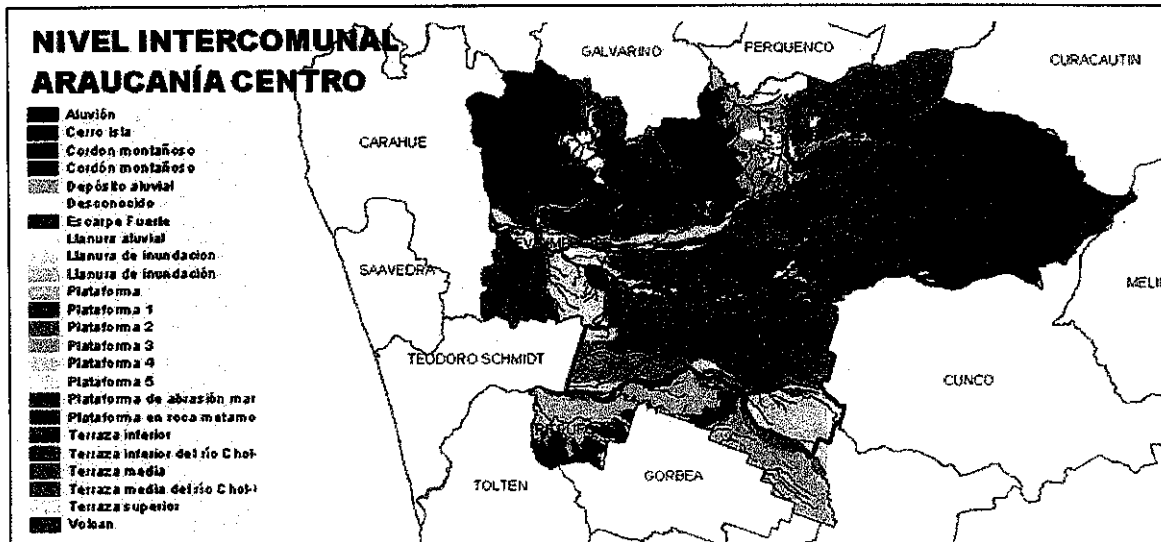 NIVEL INTERCOMUNAL
ARAUCANÍA CENTRO
Aluvión
Cerro Isla
Cordon montañoso
Cordón montañoso
Depósito aluvial
Desconocido
Escarpe Fuerte
Llanura aluvial
Llanura de inundacion
Llanura de inundación
Plataforma
Plataforma 1
Plataforma 2
Plataforma 3
Plataforma 4
Plataforma 5
Plataforma de abrasión mar
Plataforma en roca metamo
Terraza inferior
Terraza inferior del río Chol-
Terraza media
Terraza media del río Chol-
Terraza superior
Volcan
GALVARINO
PERQUENCO
CURACAUTIN
CARAHUE
SAAVEDRA
MELI
TEODORO SCHMIDT
CUNCO
GORBEA
TOLTEN